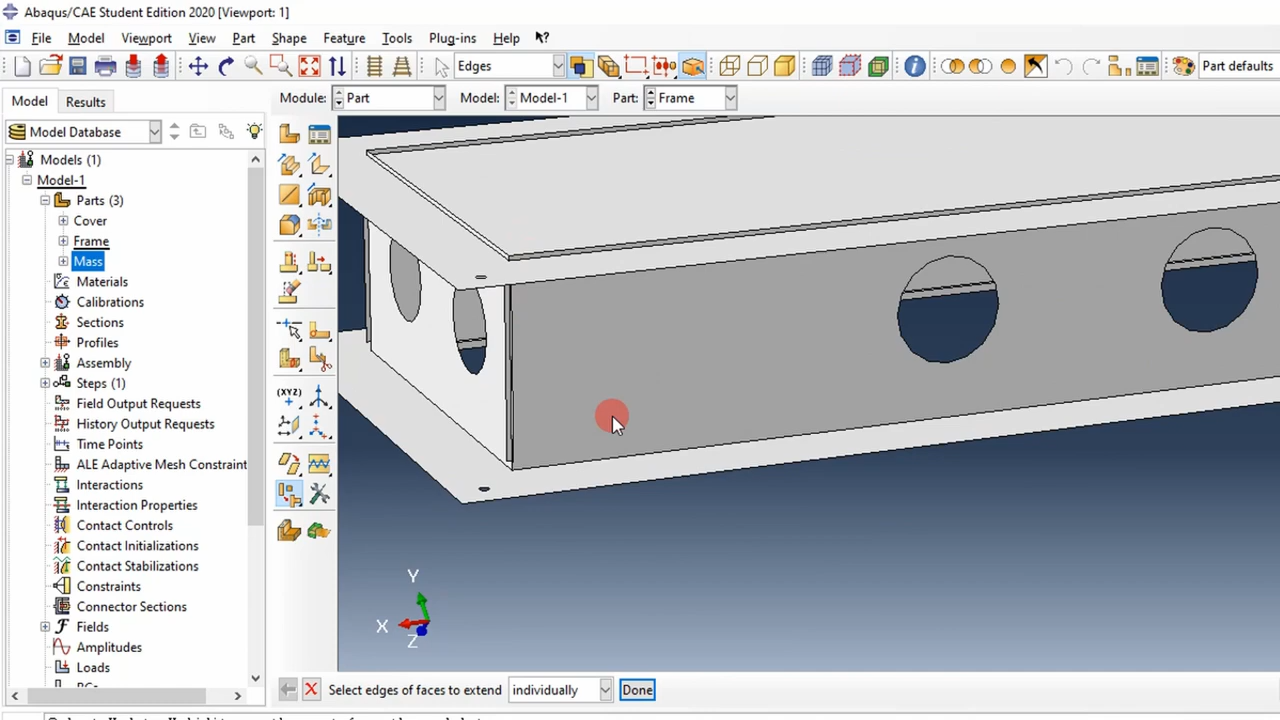 Abaqus/CAE Student Edition 2020 [Viewport: 1]
File Model Viewport View Part Shape Feature Tools Plug-ins Help
Edges Part defaults
Model Results Module: Part Model: Model-1 Part: Frame
Model Database
Models (1)
Model-1
Parts (3)
Cover
Frame
Mass
Materials
Calibrations
Sections
Profiles
Assembly
Steps (1)
Field Output Requests
History Output Requests
Time Points
ALE Adaptive Mesh Constraint
Interactions
Interaction Properties
Contact Controls
Contact Initializations
Contact Stabilizations
Constraints
Connector Sections
Fields
Amplitudes
Loads
(XYZ)
Y
X
Z
Select edges of faces to extend individually Done